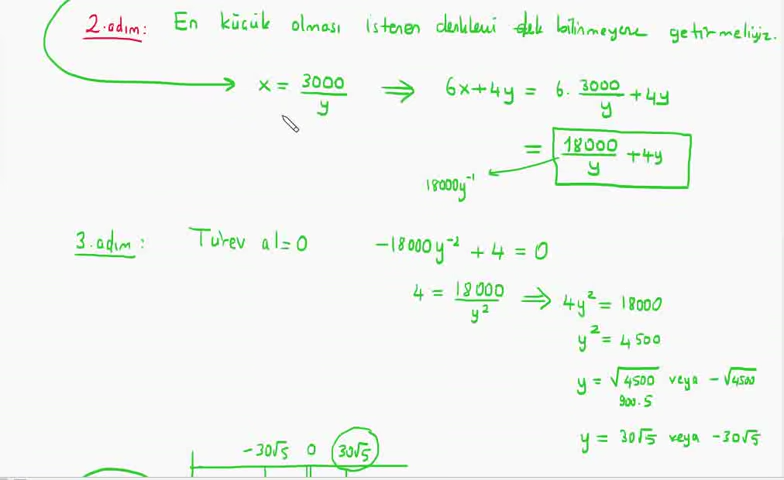 2.adım: En küçük olması istenen denklemi tek bilinmeyene getirmeliyiz.
x = 3000/y ⟹ 6x+4y = 6. 3000/y + 4y
= 18000/y + 4y
18000y⁻¹
3.adım: Türev al=0 -18000y⁻² + 4 = 0
4 = 18000/y² ⟹ 4y² = 18000
y² = 4500
y = √4500 veya -√4500
900.5
y = 30√5 veya -30√5
-30√5 0 30√5